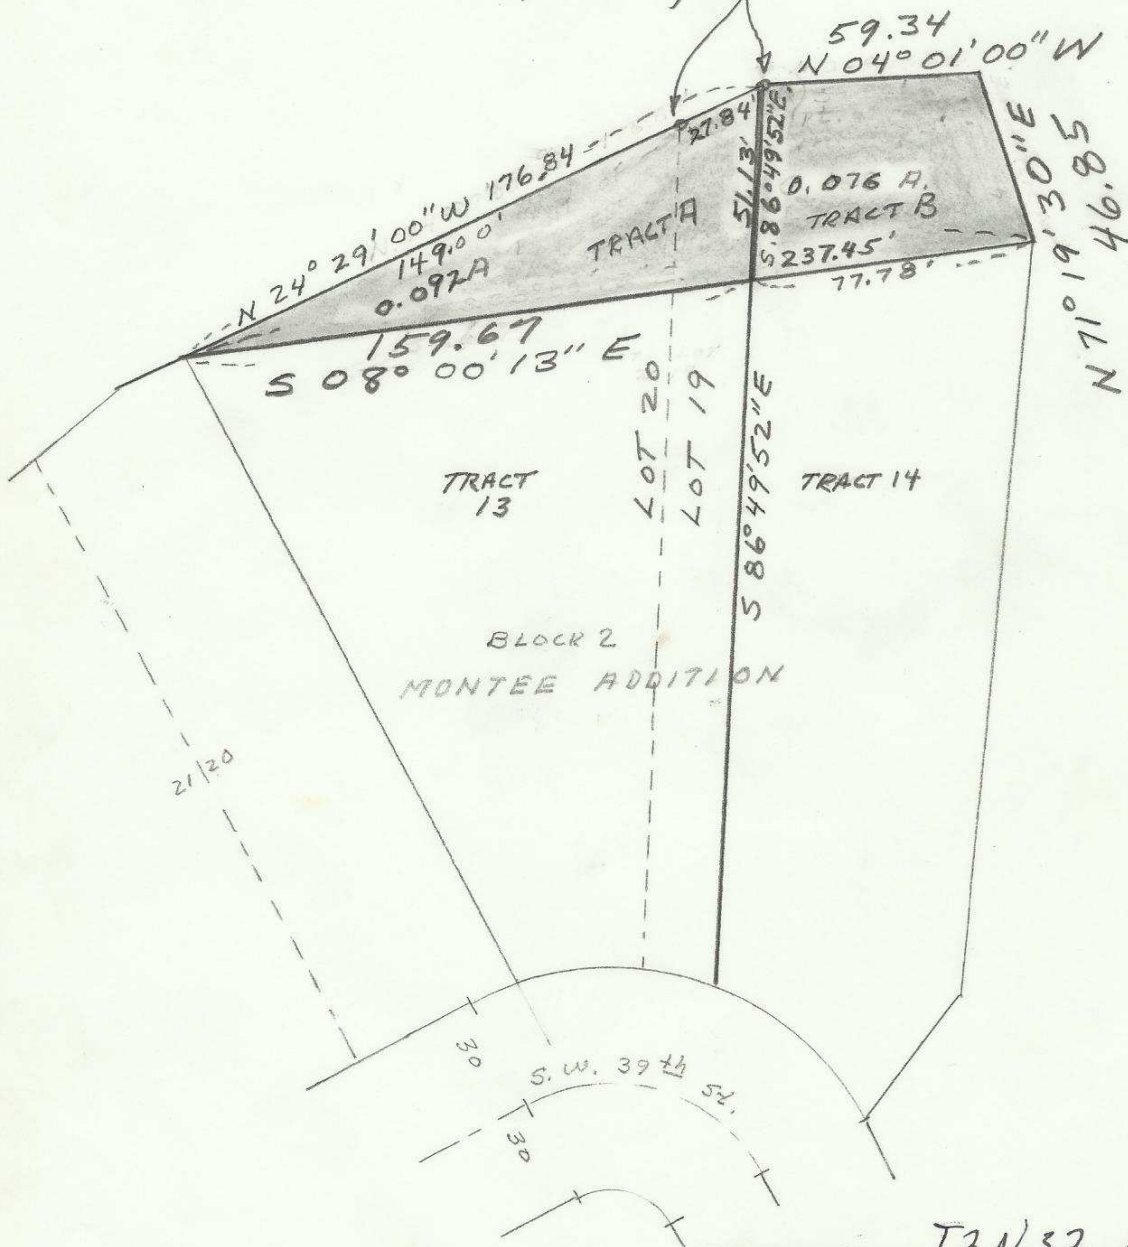 59.34
N 04° 01' 00" W
27.84'
51.13'
S. 86° 49' 52" E.
N 71° 19' 30" E
46.85
N 24° 29' 00" W 176.84
149.00'
0.092A
TRACT A
0.076 A.
TRACT B
237.45'
77.78'
159.67
S 08° 00' 13" E
LOT 20
LOT 19
S 86° 49' 52" E
TRACT
13
TRACT 14
BLOCK 2
MONTEE ADDITION
21/20
30
S. W. 39th St.
30